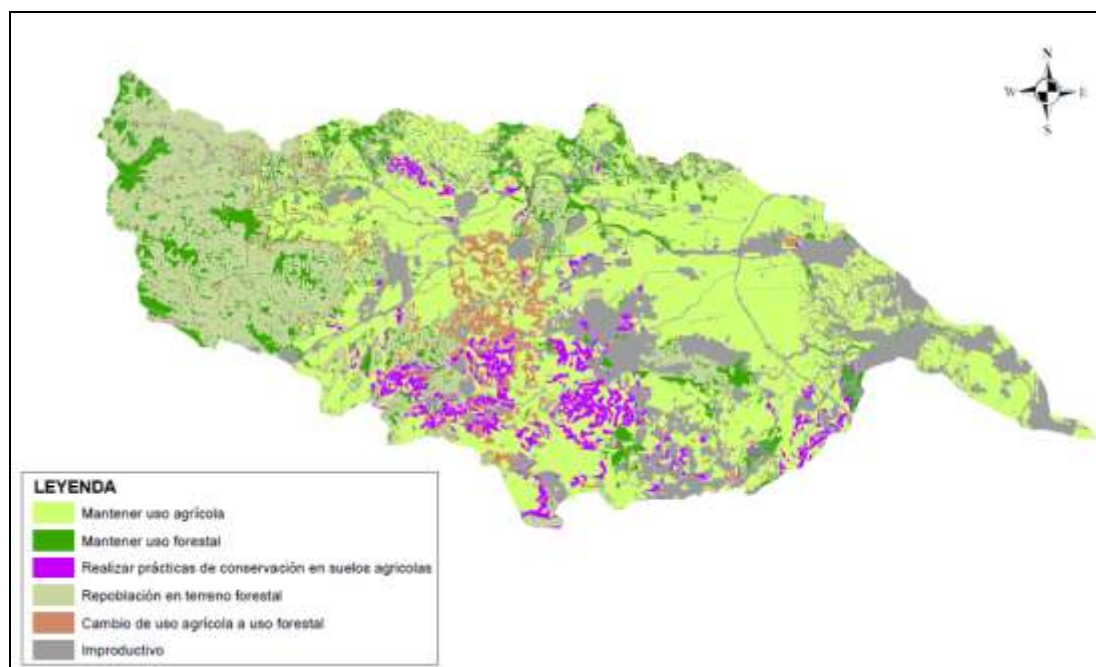 N
W E
S
LEYENDA
Mantener uso agrícola
Mantener uso forestal
Realizar prácticas de conservación en suelos agrícolas
Repoblación en terreno forestal
Cambio de uso agrícola a uso forestal
Improductivo